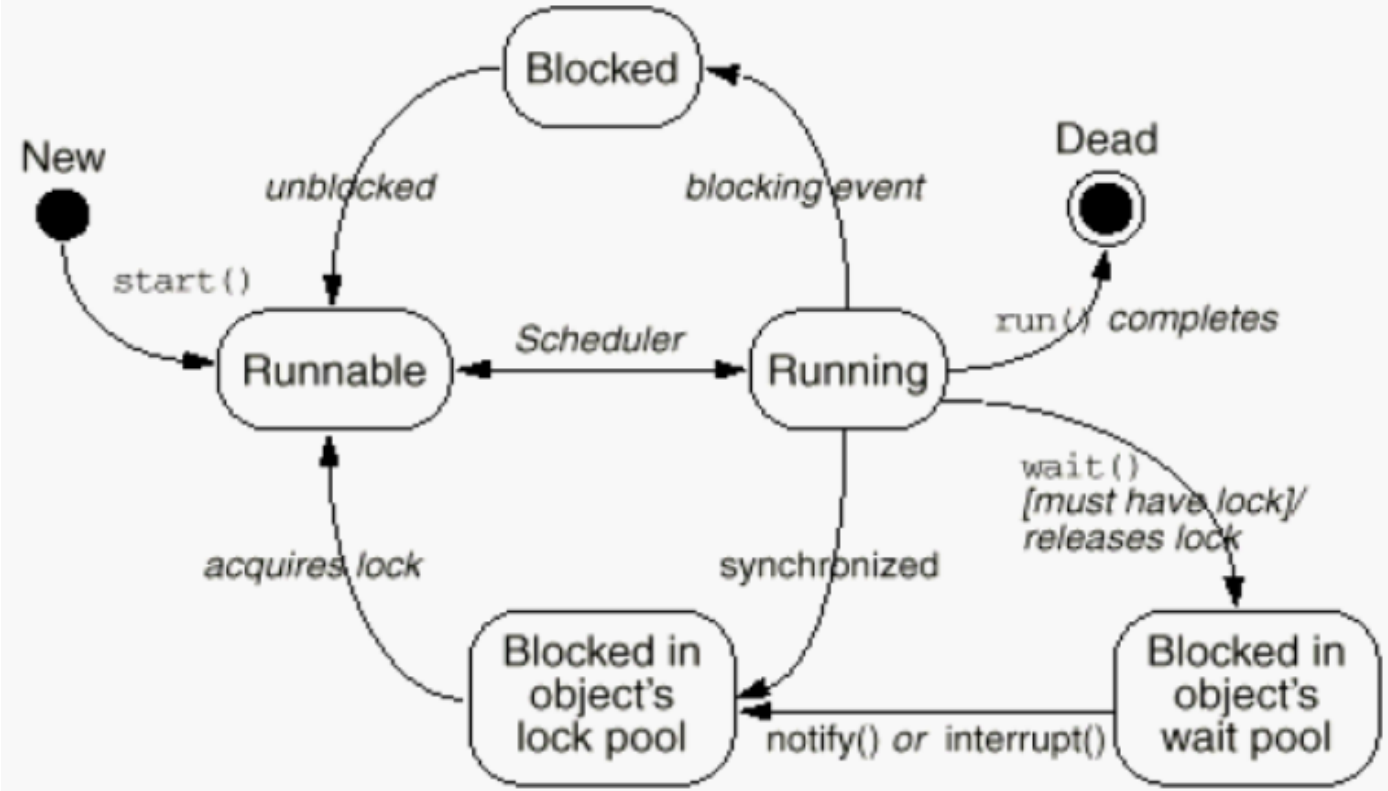 Blocked
Dead
New
unblocked
blocking event
start()
run() completes
Scheduler
Runnable
Running
wait()
[must have lock]/
releases lock
acquires lock
synchronized
Blocked in
object's
lock pool
Blocked in
object's
wait pool
notify() or interrupt()